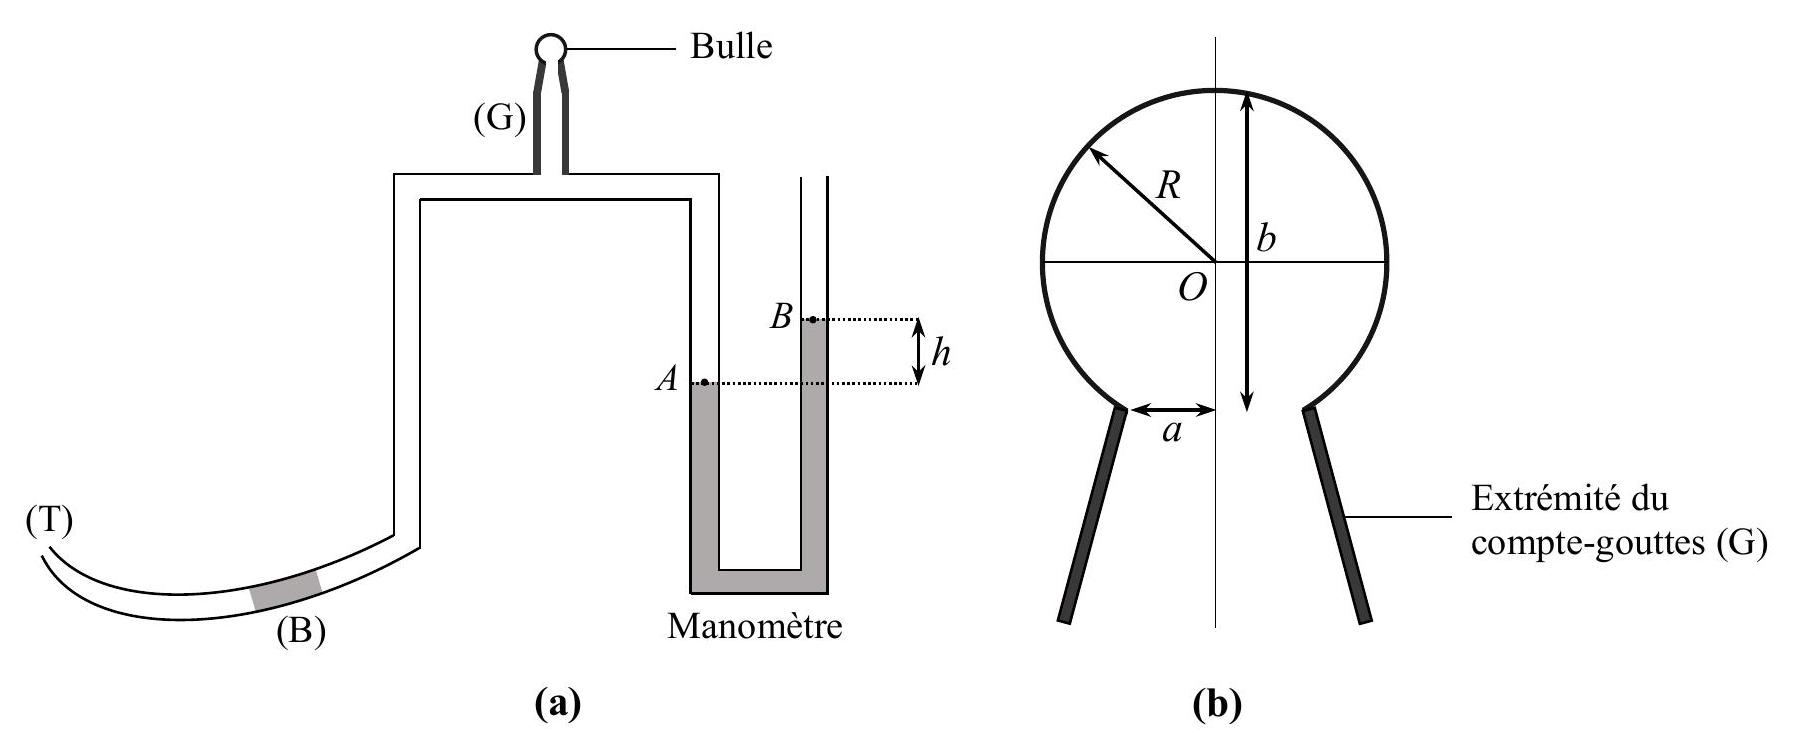 Bulle
(G)
B
h
A
(T)
(B)
Manomètre
(a)
R
b
O
a
Extrémité du
compte-gouttes (G)
(b)